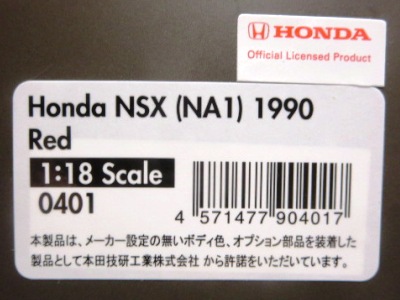 HONDA
Official Licensed Product
Honda NSX (NA1) 1990
Red
1:18 Scale
0401
4 571477 904017
本製品は、メーカー設定の無いボディ色、オプション部品を装着した
製品として本田技研工業株式会社 から許諾をいただいています。